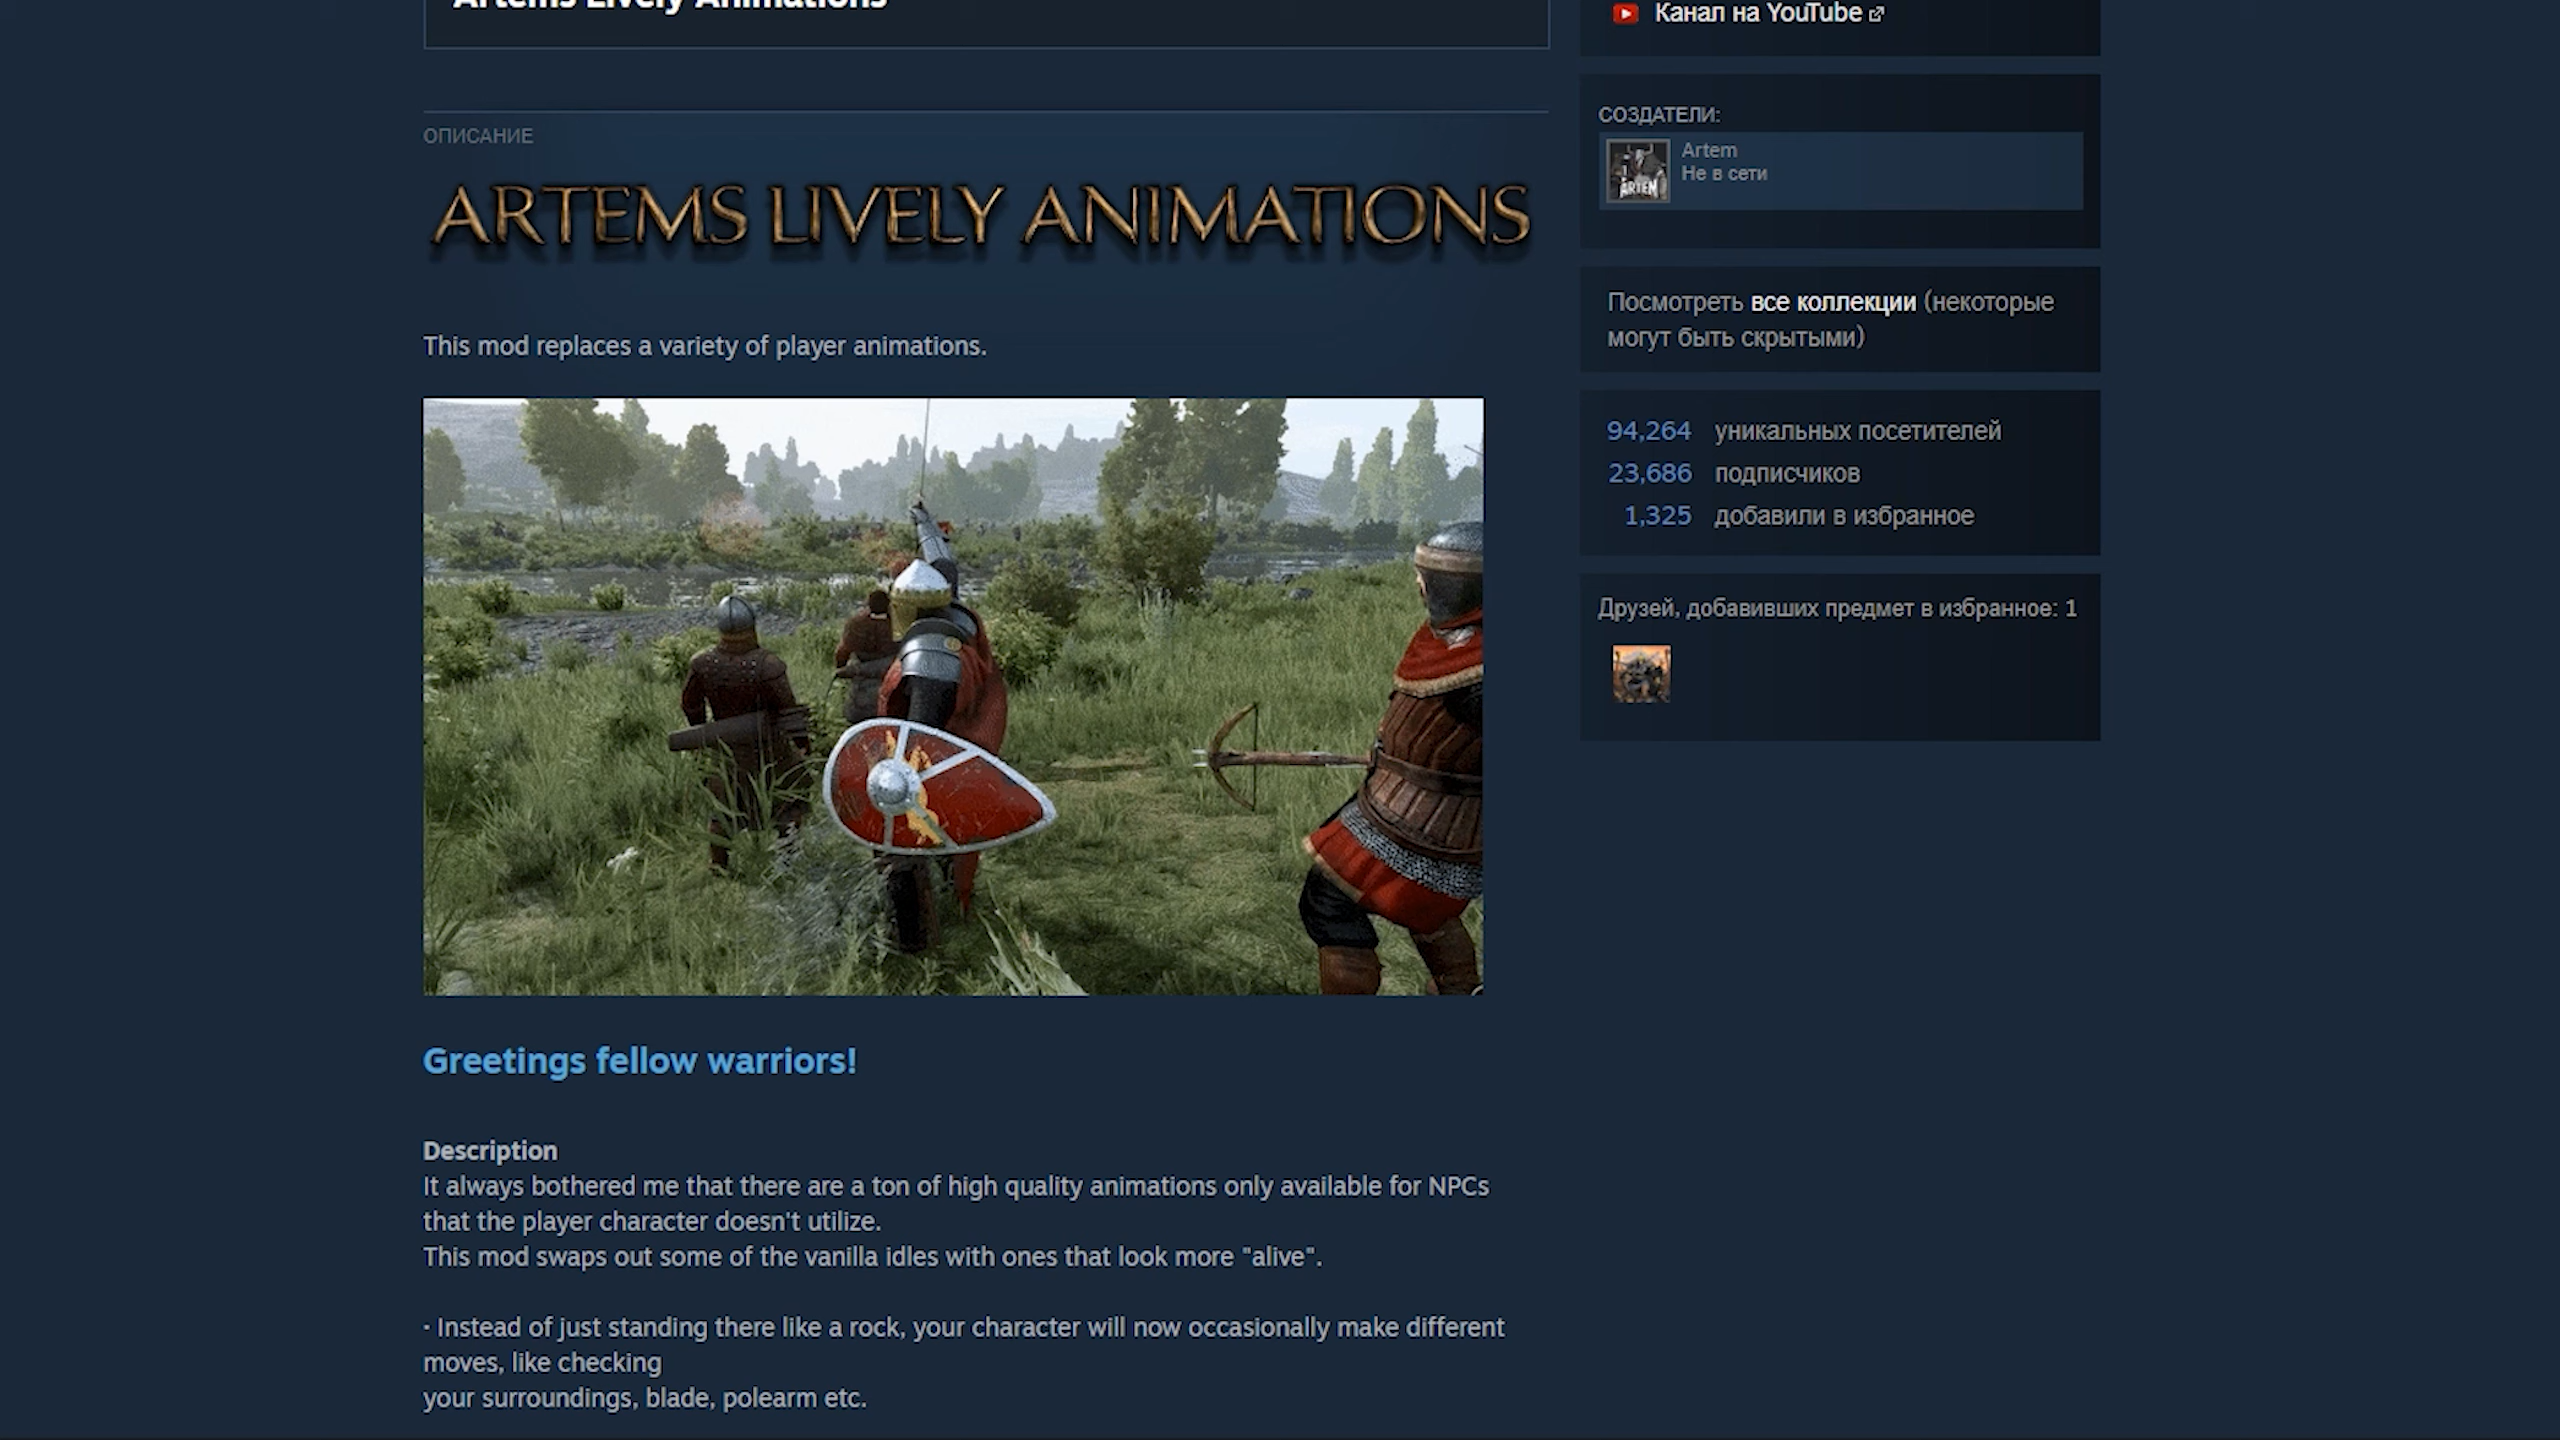 Artems Lively Animations
Канал на YouTube
ОПИСАНИЕ
ARTEMS LIVELY ANIMATIONS
This mod replaces a variety of player animations.
Greetings fellow warriors!
Description
It always bothered me that there are a ton of high quality animations only available for NPCs
that the player character doesn't utilize.
This mod swaps out some of the vanilla idles with ones that look more "alive".
· Instead of just standing there like a rock, your character will now occasionally make different
moves, like checking
your surroundings, blade, polearm etc.
СОЗДАТЕЛИ:
Artem
Не в сети
ARTEM
Посмотреть все коллекции (некоторые
могут быть скрытыми)
94,264 уникальных посетителей
23,686 подписчиков
1,325 добавили в избранное
Друзей, добавивших предмет в избранное: 1